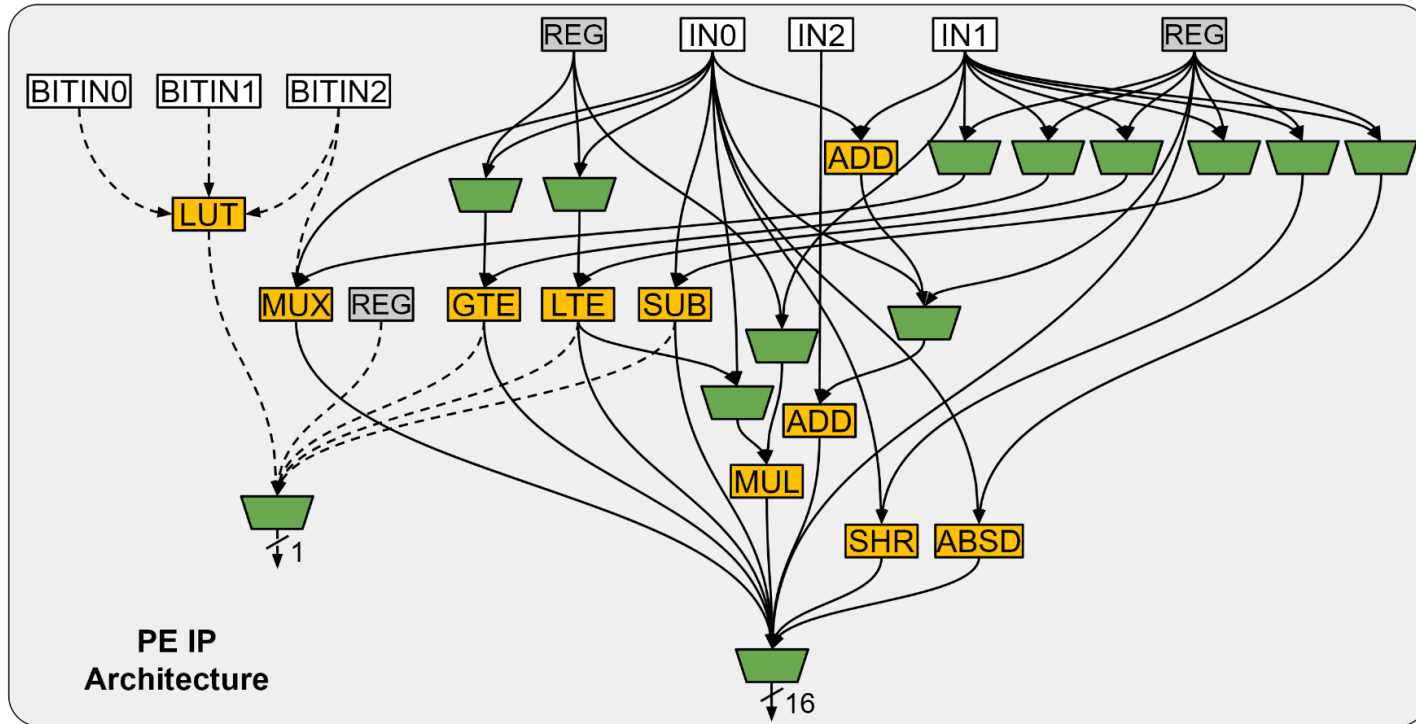 REG
IN0
IN2
IN1
REG
BITIN0
BITIN1
BITIN2
ADD
LUT
MUX
REG
GTE
LTE
SUB
ADD
MUL
SHR
ABSD
1
PE IP
Architecture
16